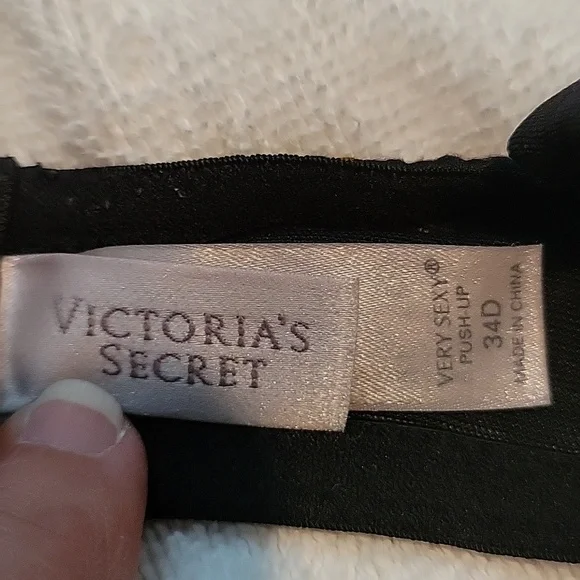 VICTORIA'S
SECRET
VERY SEXY®
PUSH-UP
34D
MADE IN CHINA